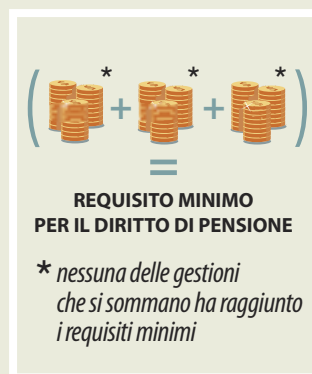 ( * + * + * )
=
REQUISITO MINIMO
PER IL DIRITTO DI PENSIONE
* nessuna delle gestioni
che si sommano ha raggiunto
i requisiti minimi